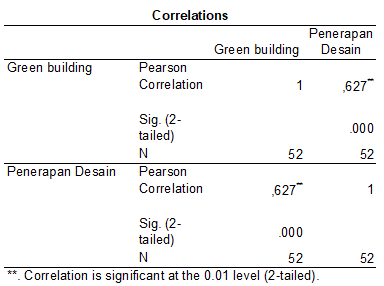 Correlations
Green building Penerapan Desain
Green building Pearson Correlation 1 ,627**
Sig. (2-tailed) .000
N 52 52
Penerapan Desain Pearson Correlation ,627** 1
Sig. (2-tailed) .000
N 52 52
**. Correlation is significant at the 0.01 level (2-tailed).